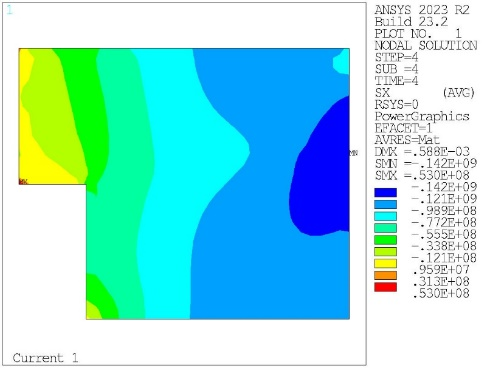 1
ANSYS 2023 R2
Build 23.2
PLOT NO.   1
NODAL SOLUTION
STEP=4
SUB =4
TIME=4
SX       (AVG)
RSYS=0
PowerGraphics
EFACET=1
AVRES=Mat
DMX =.588E-03
SMN =-.142E+09
SMX =.530E+08
-.142E+09
-.121E+09
-.989E+08
-.772E+08
-.555E+08
-.338E+08
-.121E+08
.959E+07
.313E+08
.530E+08
MN
MX
Current 1